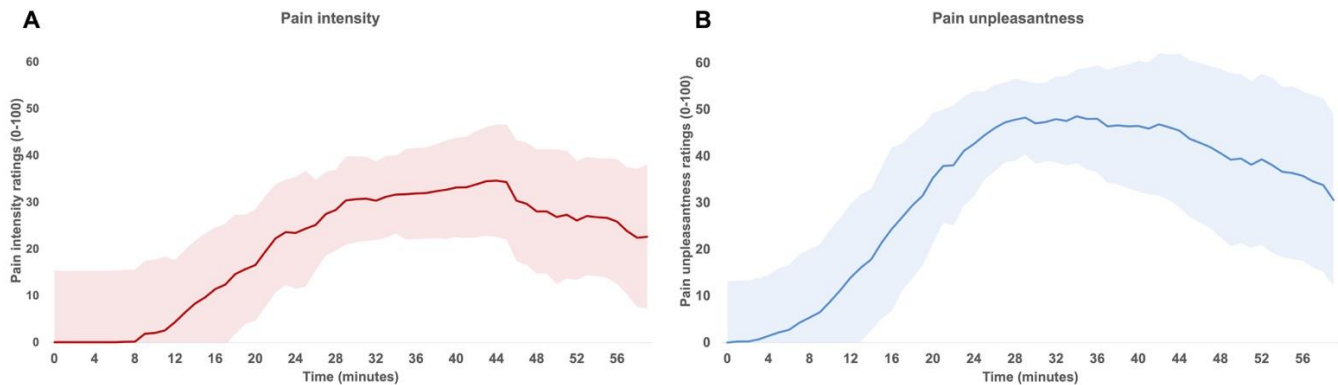 A
Pain intensity
Pain intensity ratings (0-100)
60
50
40
30
20
10
0
0 4 8 12 16 20 24 28 32 36 40 44 48 52 56
Time (minutes)
B
Pain unpleasantness
Pain unpleasantness ratings (0-100)
60
50
40
30
20
10
0
0 4 8 12 16 20 24 28 32 36 40 44 48 52 56
Time (minutes)